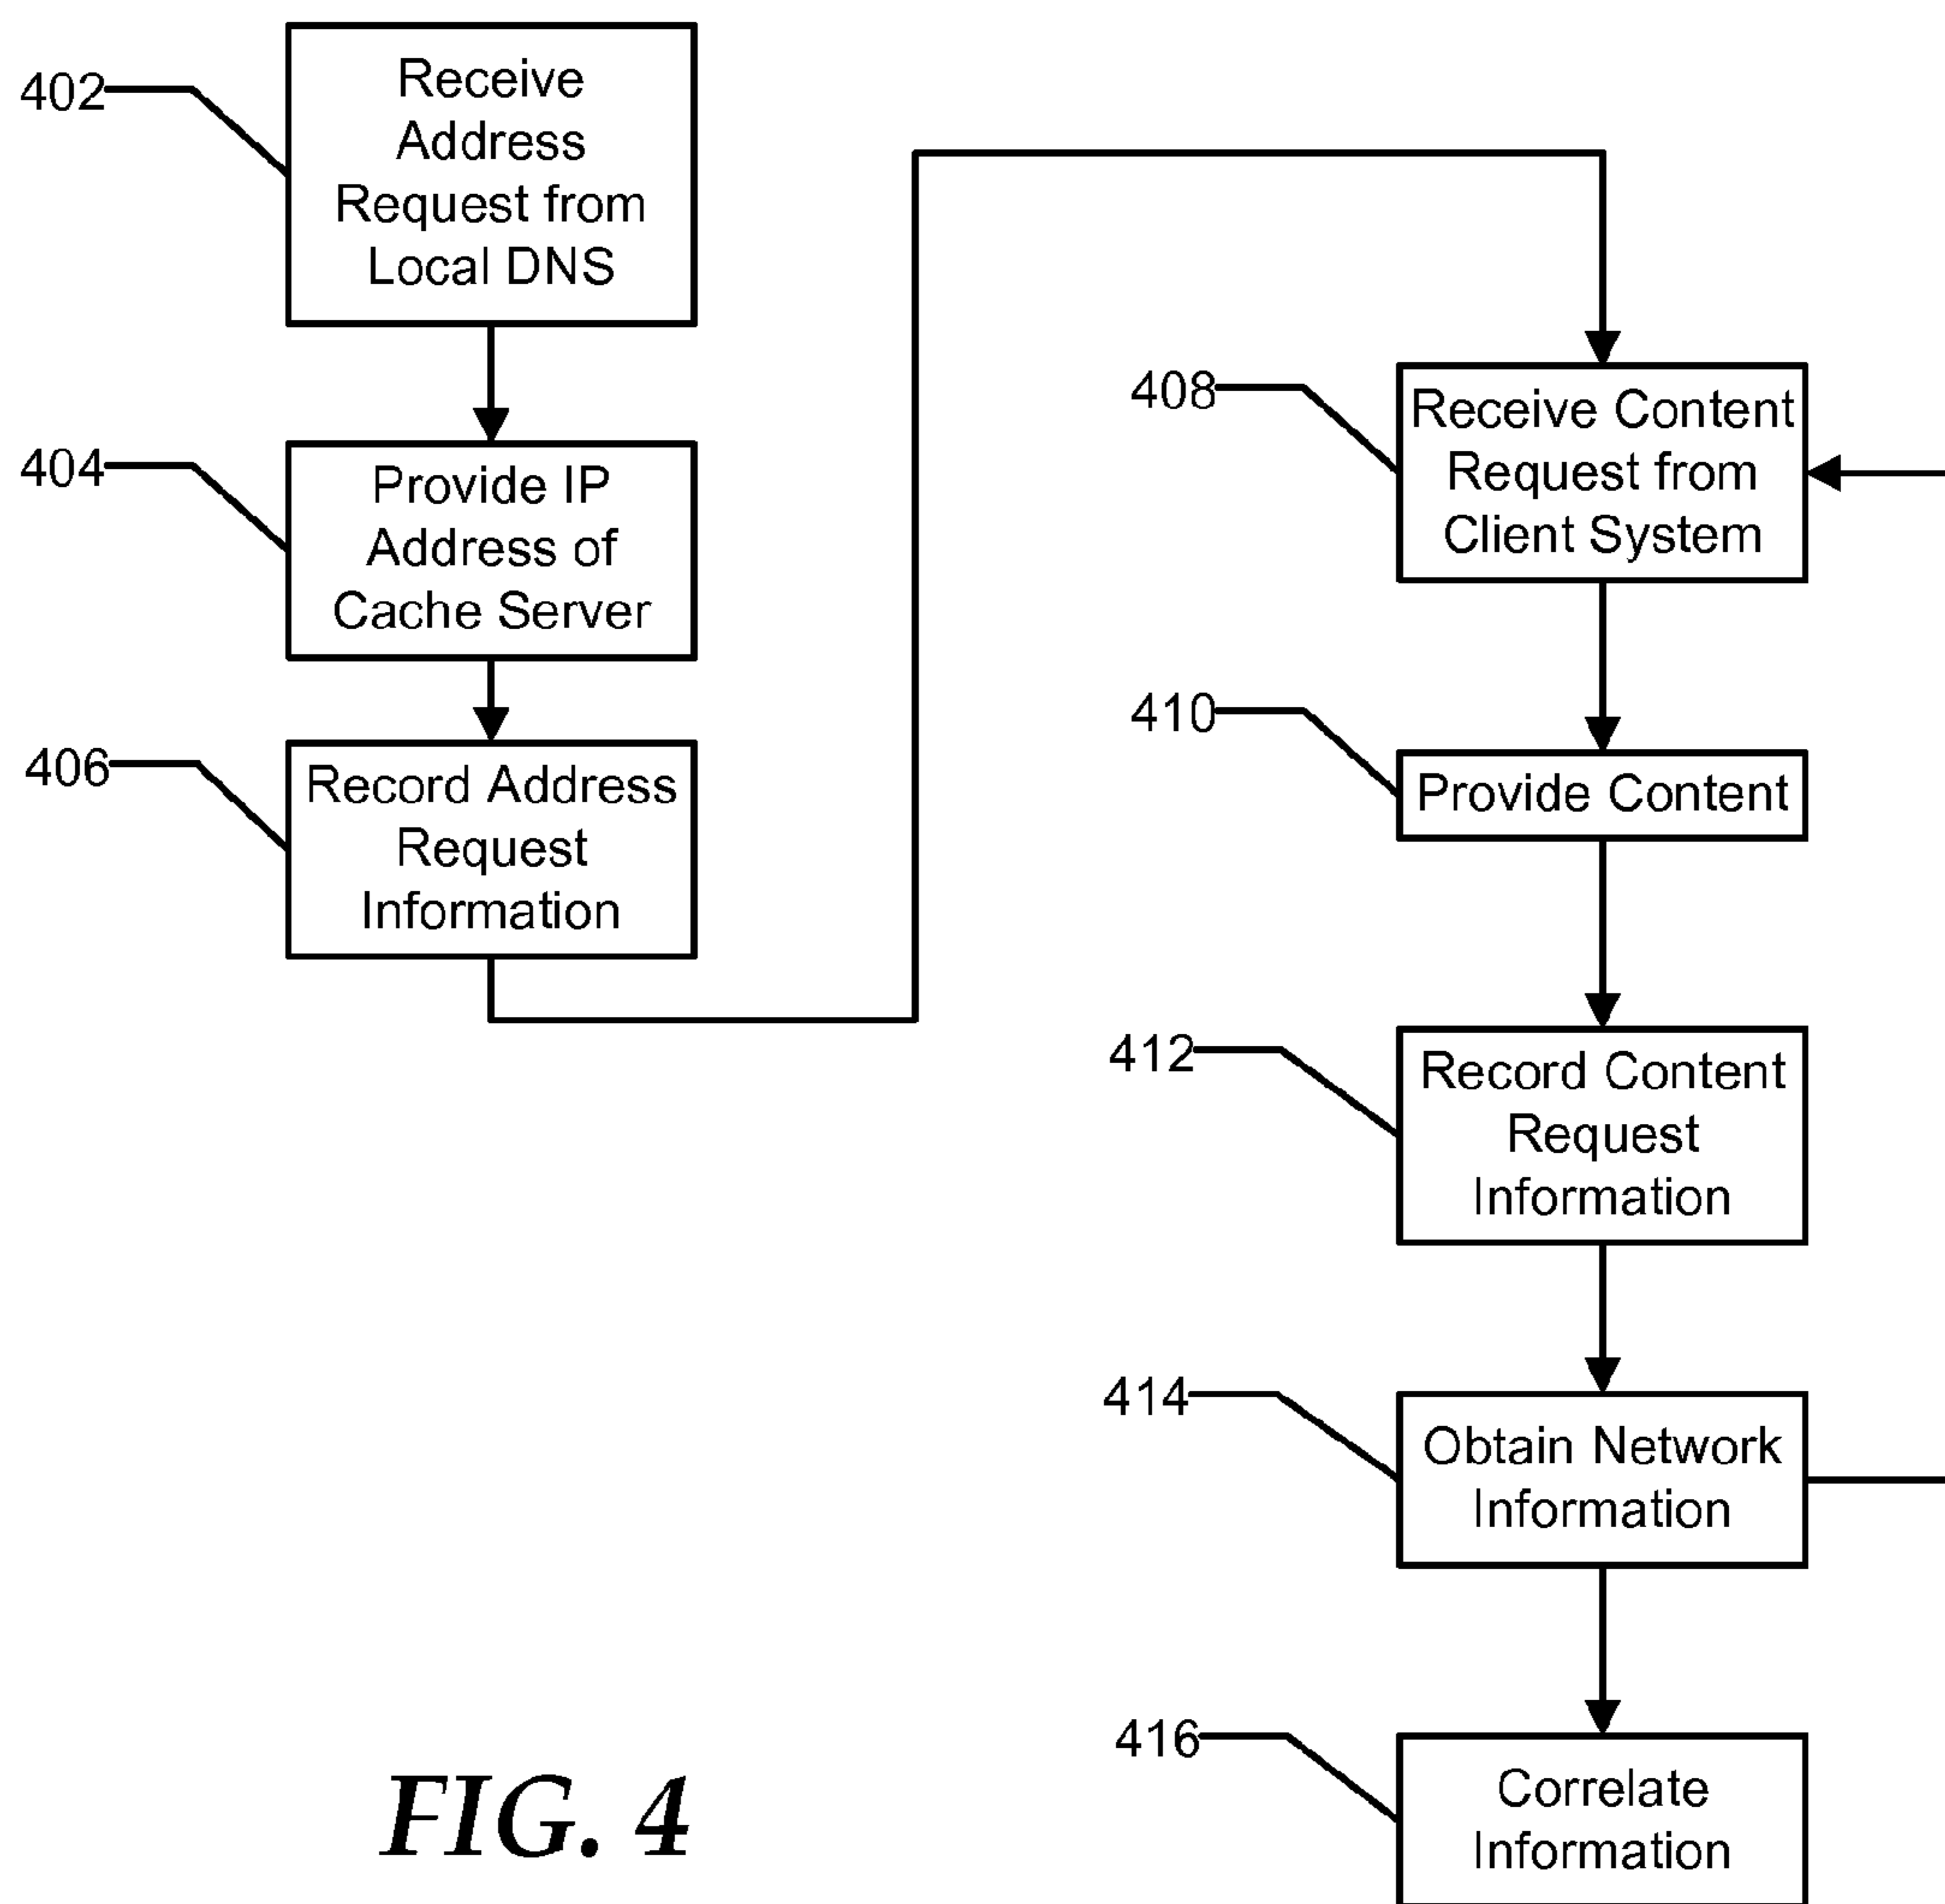 402
Receive
Address
Request from
Local DNS
404
Provide IP
Address of
Cache Server
406
Record Address
Request
Information
408
Receive Content
Request from
Client System
410
Provide Content
412
Record Content
Request
Information
414
Obtain Network
Information
416
Correlate
Information
FIG. 4